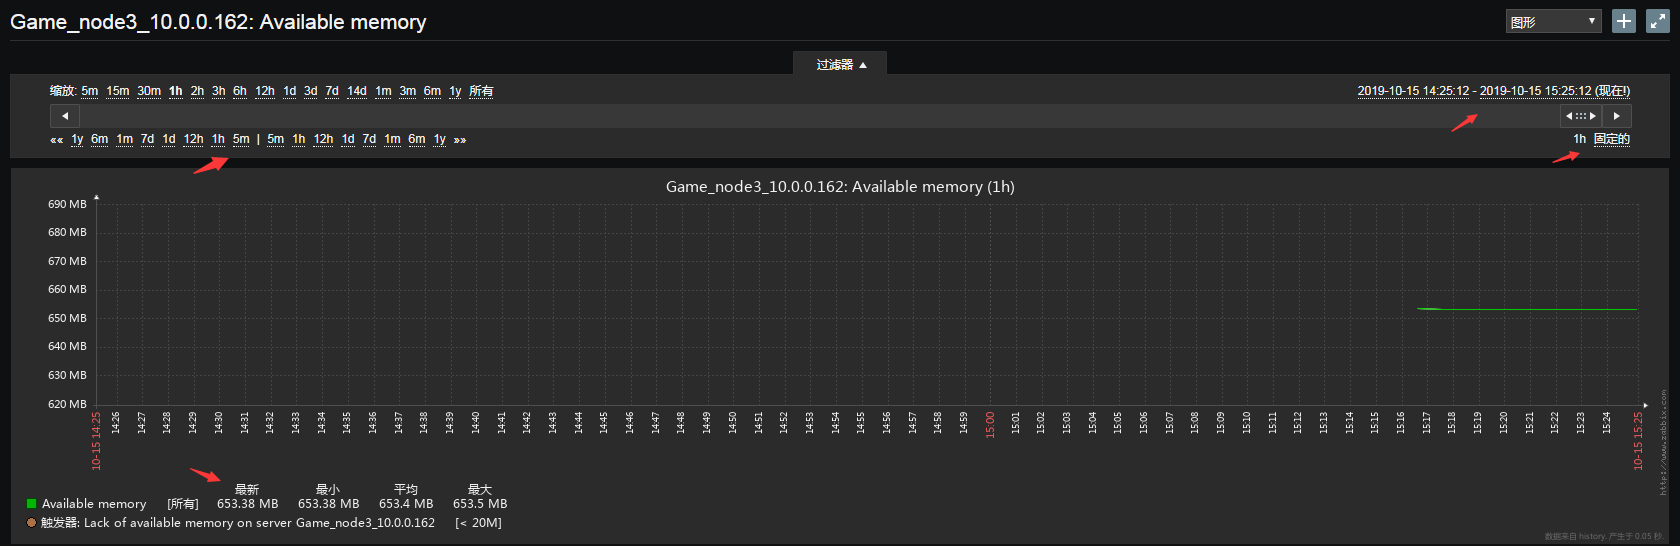 Game_node3_10.0.0.162: Available memory
图形
过滤器
缩放: 5m 15m 30m 1h 2h 3h 6h 12h 1d 3d 7d 14d 1m 3m 6m 1y 所有
2019-10-15 14:25:12 - 2019-10-15 15:25:12 (现在!)
«« 1y 6m 1m 7d 1d 12h 1h 5m | 5m 1h 12h 1d 7d 1m 6m 1y »»
1h 固定的
Game_node3_10.0.0.162: Available memory (1h)
690 MB
680 MB
670 MB
660 MB
650 MB
640 MB
630 MB
620 MB
10-15 14:25 14:26 14:27 14:28 14:29 14:30 14:31 14:32 14:33 14:34 14:35 14:36 14:37 14:38 14:39 14:40 14:41 14:42 14:43 14:44 14:45 14:46 14:47 14:48 14:49 14:50 14:51 14:52 14:53 14:54 14:55 14:56 14:57 14:58 14:59 15:00 15:01 15:02 15:03 15:04 15:05 15:06 15:07 15:08 15:09 15:10 15:11 15:12 15:13 15:14 15:15 15:16 15:17 15:18 15:19 15:20 15:21 15:22 15:23 15:24 10-15 15:25
http://www.zabbix.com
最新 最小 平均 最大
Available memory [所有] 653.38 MB 653.38 MB 653.4 MB 653.5 MB
触发器: Lack of available memory on server Game_node3_10.0.0.162 [< 20M]
数据来自 history. 产生于 0.05 秒.